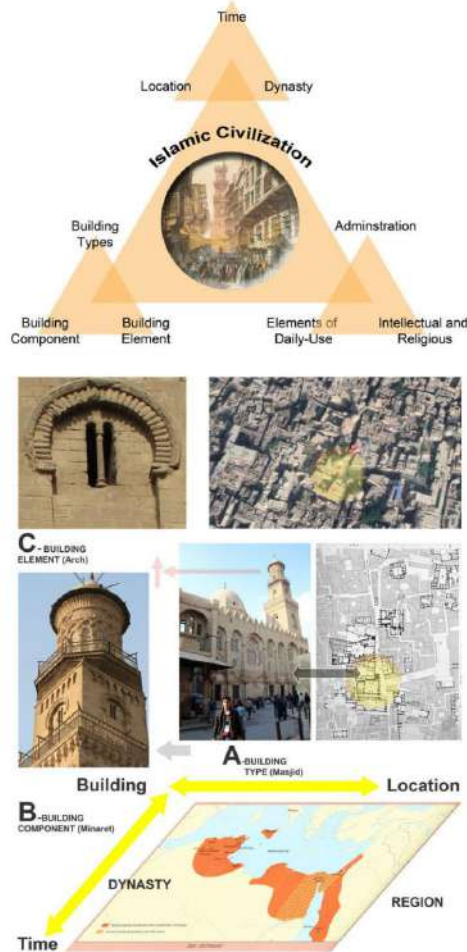 Time
Location
Dynasty
Islamic Civilization
Building
Types
Adminstration
Building
Component
Building
Element
Elements of
Daily-Use
Intellectual and
Religious
C- BUILDING
ELEMENT (Arch)
A-BUILDING
TYPE (Masjid)
Building
Location
B-BUILDING
COMPONENT (Minaret)
DYNASTY
REGION
Time